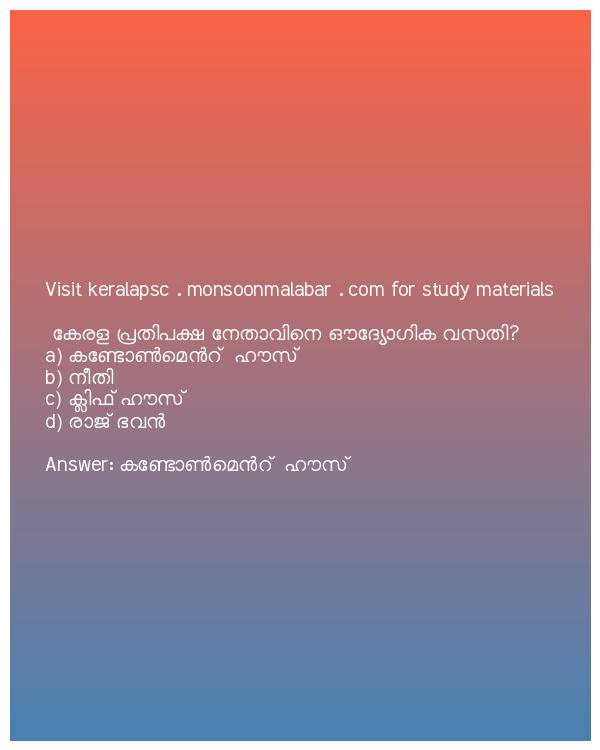 Visit keralapsc . monsoonmalabar . com for study materials
കേരള പ്രതിപക്ഷ നേതാവിനെ ഔദ്യോഗിക വസതി?
a) കണ്ടോൺമെൻറ് ഹൗസ്
b) നീതി
c) ക്ലിഫ് ഹൗസ്
d) രാജ് ഭവൻ
Answer: കണ്ടോൺമെൻറ് ഹൗസ്